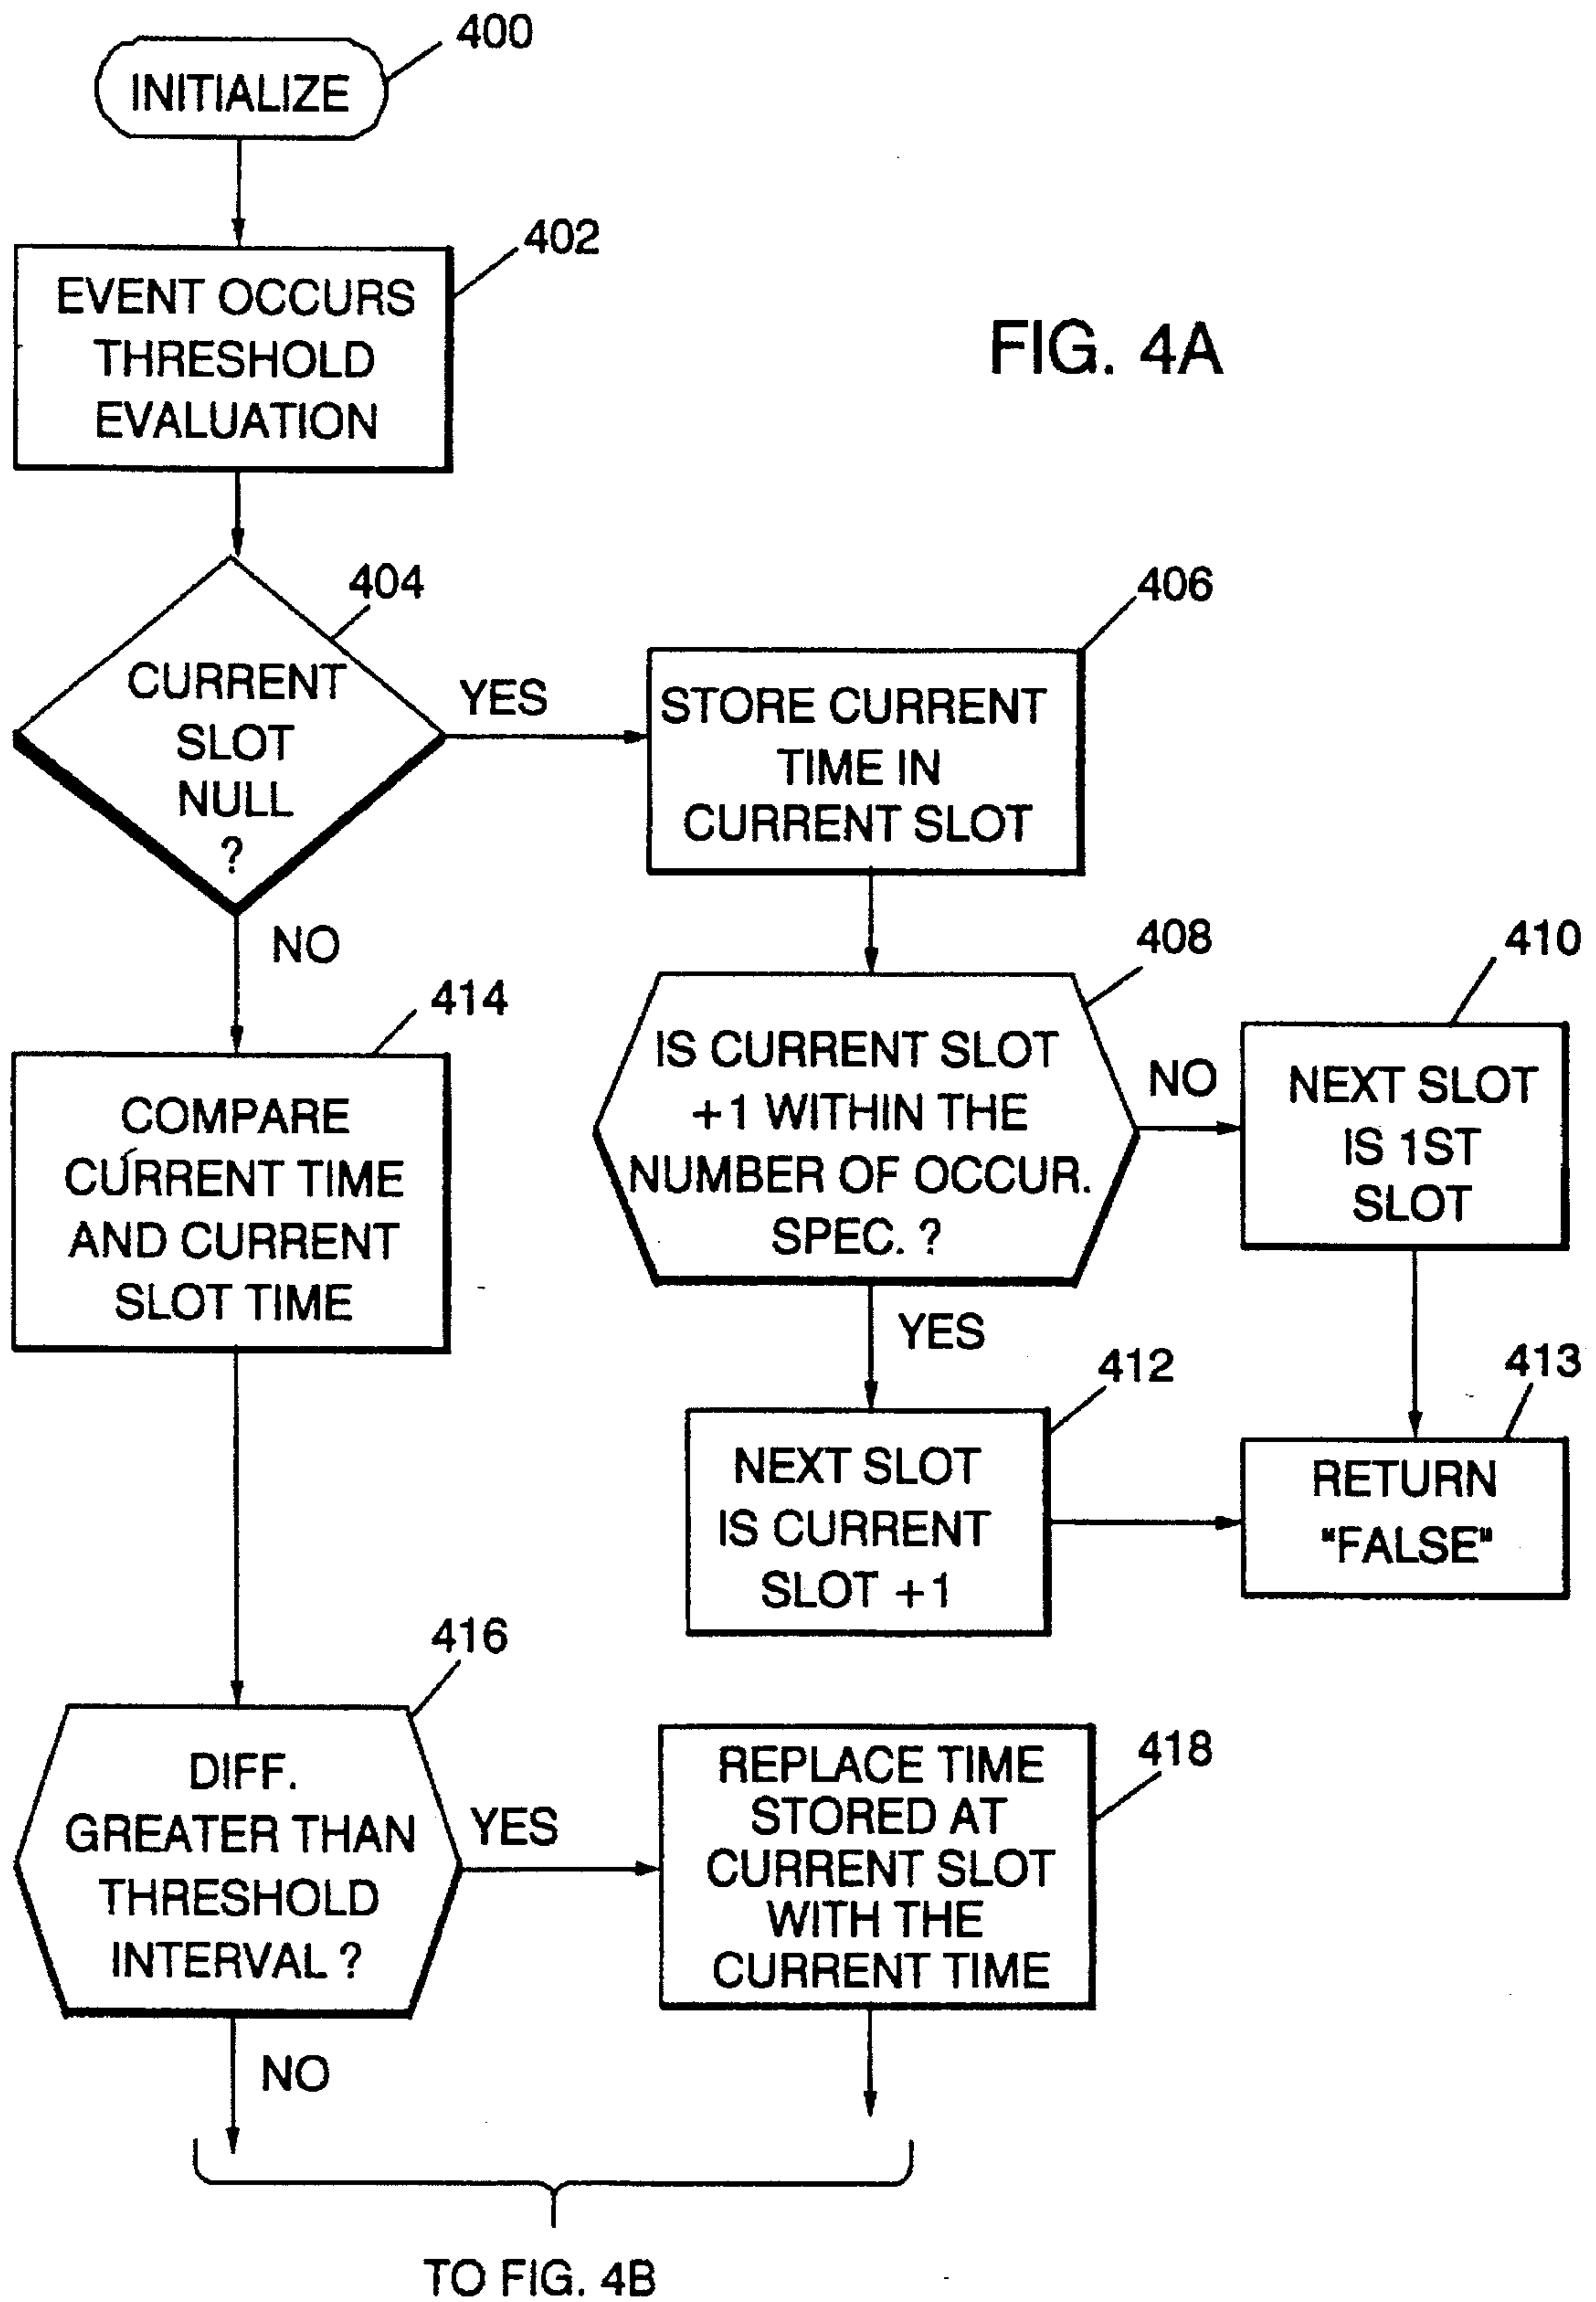 400
INITIALIZE
402
EVENT OCCURS
THRESHOLD
EVALUATION
FIG. 4A
404
CURRENT
SLOT
NULL
?
YES
NO
406
STORE CURRENT
TIME IN
CURRENT SLOT
408
IS CURRENT SLOT
+1 WITHIN THE
NUMBER OF OCCUR.
SPEC. ?
NO
YES
410
NEXT SLOT
IS 1ST
SLOT
412
NEXT SLOT
IS CURRENT
SLOT +1
413
RETURN
"FALSE"
414
COMPARE
CURRENT TIME
AND CURRENT
SLOT TIME
416
DIFF.
GREATER THAN
THRESHOLD
INTERVAL ?
YES
NO
418
REPLACE TIME
STORED AT
CURRENT SLOT
WITH THE
CURRENT TIME
TO FIG. 4B